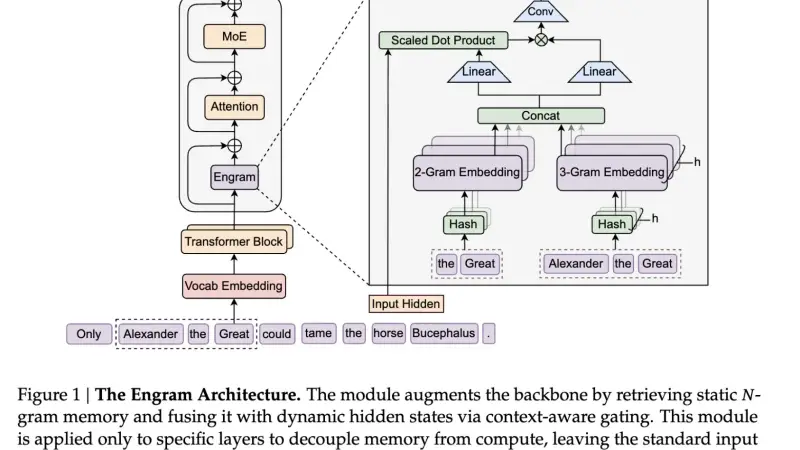 MoE
Attention
Engram
Transformer Block
Vocab Embedding
Only Alexander the Great could tame the horse Bucephalus .
Conv
Scaled Dot Product
Linear Linear
Concat
2-Gram Embedding 3-Gram Embedding h
Hash Hash h
the Great Alexander the Great
Input Hidden
Figure 1 | The Engram Architecture. The module augments the backbone by retrieving static N-
gram memory and fusing it with dynamic hidden states via context-aware gating. This module
is applied only to specific layers to decouple memory from compute, leaving the standard input